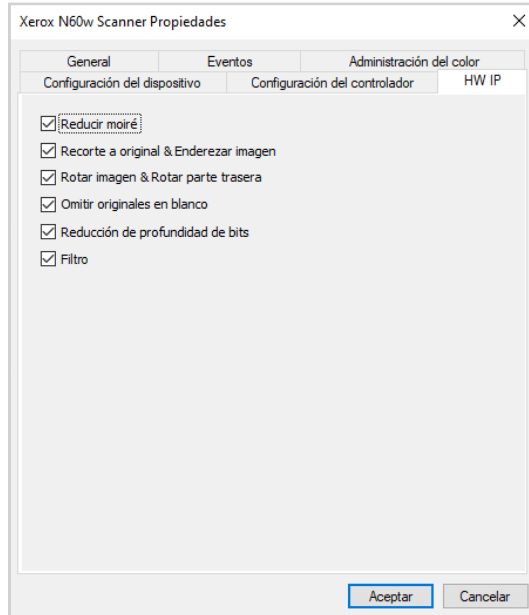 Xerox N60w Scanner Propiedades
General Eventos Administración del color
Configuración del dispositivo Configuración del controlador HW IP
Reducir moiré
Recorte a original & Enderezar imagen
Rotar imagen & Rotar parte trasera
Omitir originales en blanco
Reducción de profundidad de bits
Filtro
Aceptar Cancelar